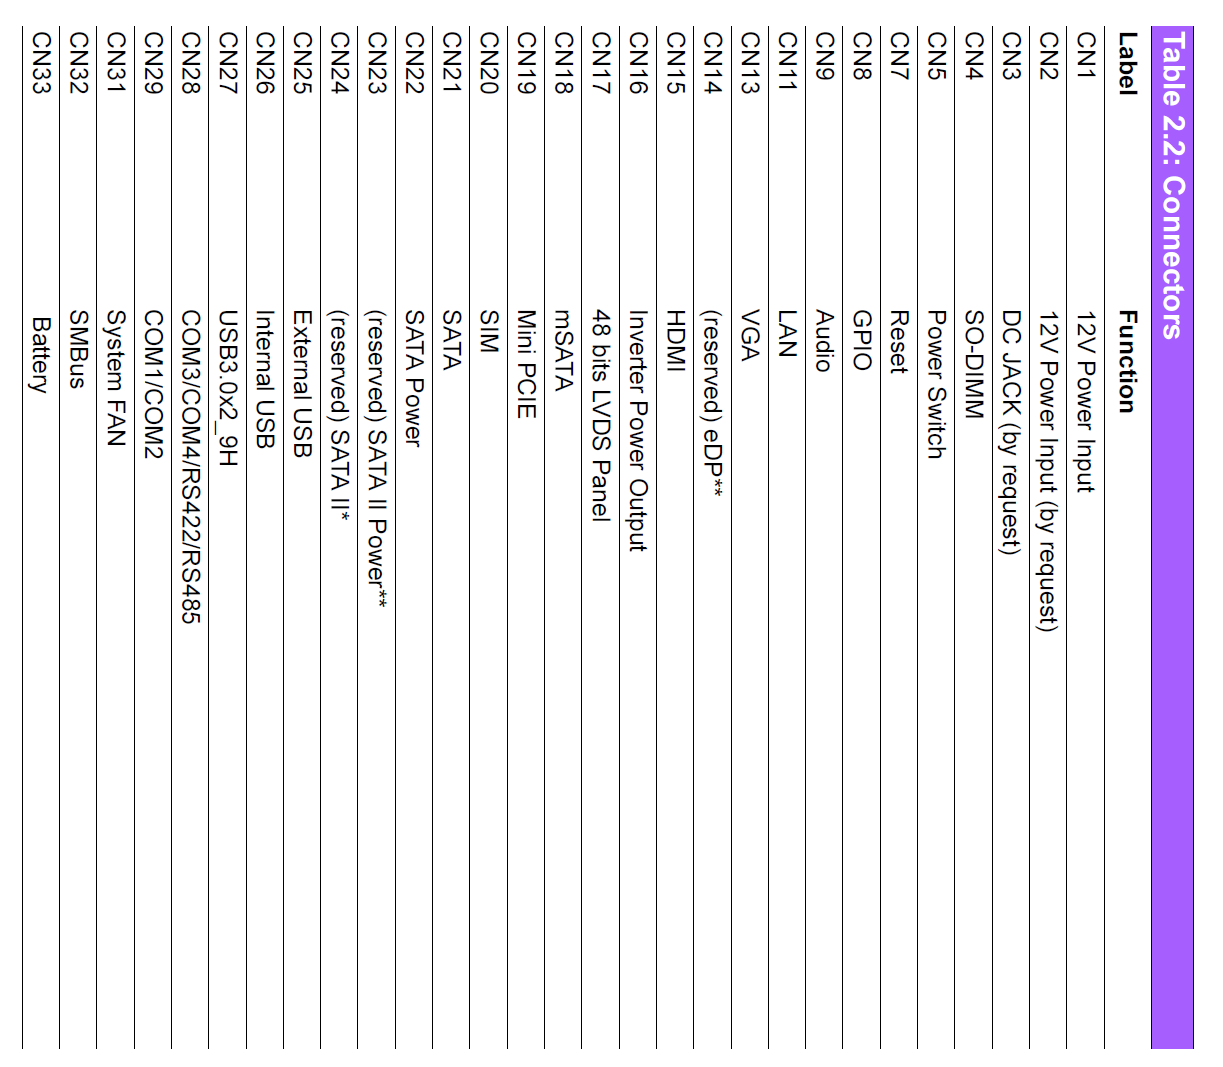 Table 2.2: Connectors
Label Function
CN1 12V Power Input
CN2 12V Power Input (by request)
CN3 DC JACK (by request)
CN4 SO-DIMM
CN5 Power Switch
CN7 Reset
CN8 GPIO
CN9 Audio
CN11 LAN
CN13 VGA
CN14 (reserved) eDP**
CN15 HDMI
CN16 Inverter Power Output
CN17 48 bits LVDS Panel
CN18 mSATA
CN19 Mini PCIE
CN20 SIM
CN21 SATA
CN22 SATA Power
CN23 (reserved) SATA II Power**
CN24 (reserved) SATA II*
CN25 External USB
CN26 Internal USB
CN27 USB3.0x2_9H
CN28 COM3/COM4/RS422/RS485
CN29 COM1/COM2
CN31 System FAN
CN32 SMBus
CN33 Battery